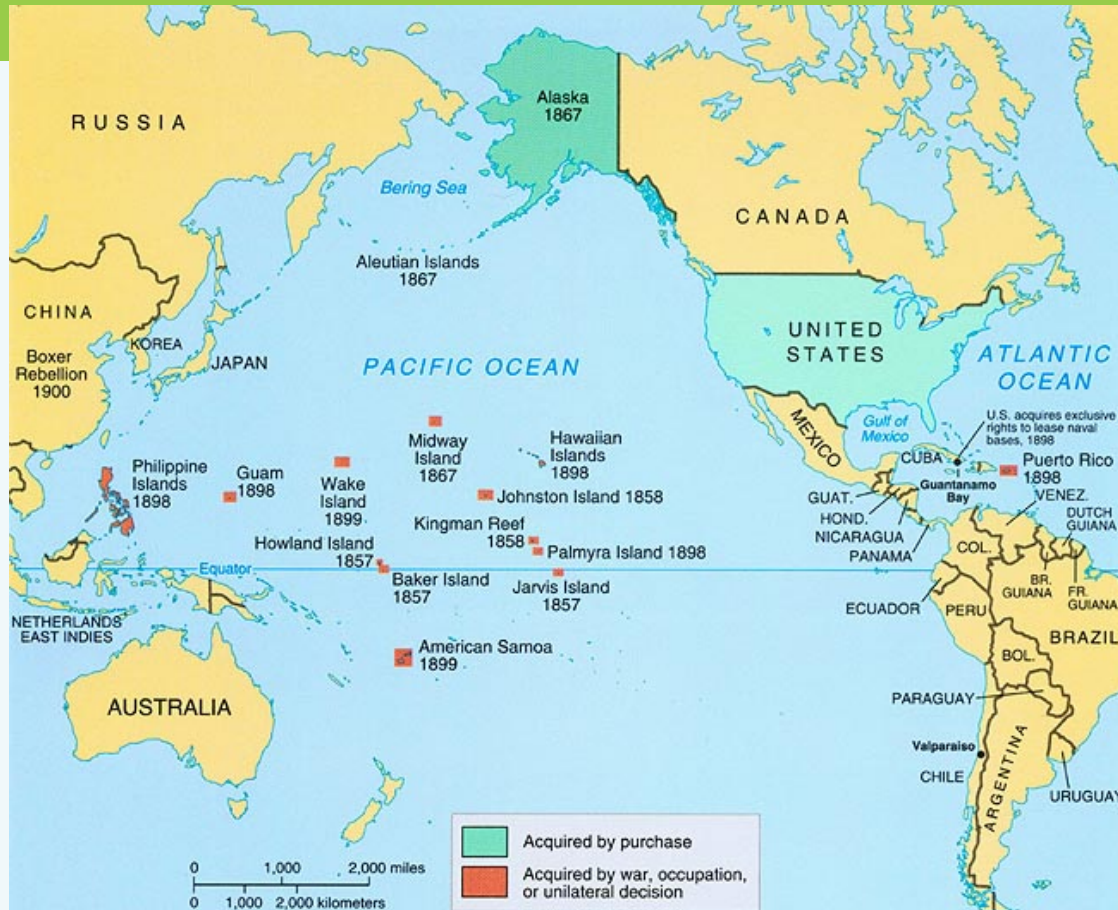 RUSSIA
Alaska
1867
Bering Sea
CANADA
Aleutian Islands
1867
CHINA
Boxer
Rebellion
1900
KOREA
JAPAN
PACIFIC OCEAN
UNITED
STATES
ATLANTIC
OCEAN
Gulf of
Mexico
U.S. acquires exclusive
rights to lease naval
bases, 1898
MEXICO
CUBA
Guantanamo
Bay
Puerto Rico
1898
Philippine
Islands
1898
Guam
1898
Wake
Island
1899
Midway
Island
1867
Hawaiian
Islands
1898
Johnston Island 1858
Kingman Reef
1858
Palmyra Island 1898
Howland Island
1857
Baker Island
1857
Jarvis Island
1857
Equator
GUAT.
HOND.
NICARAGUA
PANAMA
VENEZ.
DUTCH
GUIANA
COL.
BR.
GUIANA
FR.
GUIANA
ECUADOR
PERU
BRAZIL
NETHERLANDS
EAST INDIES
American Samoa
1899
BOL.
PARAGUAY
AUSTRALIA
Valparaiso
CHILE
ARGENTINA
URUGUAY
Acquired by purchase
Acquired by war, occupation,
or unilateral decision
0 1,000 2,000 miles
0 1,000 2,000 kilometers